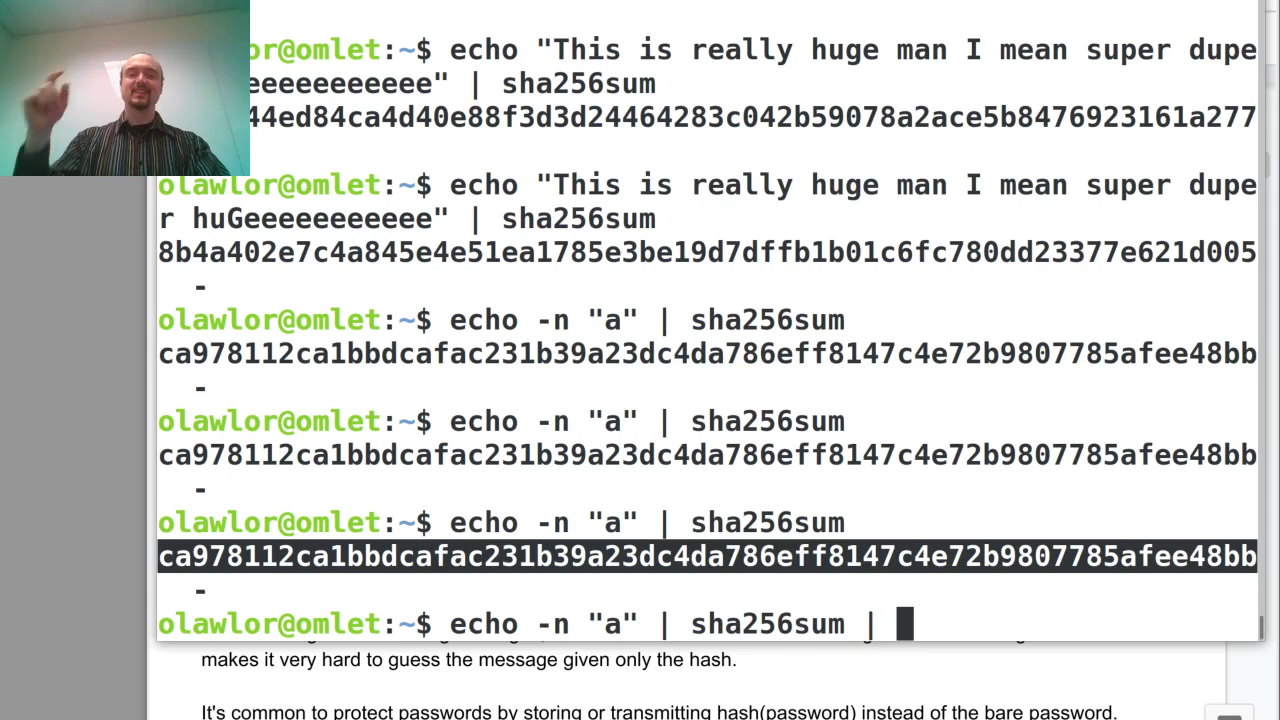 or@omlet:~$ echo "This is really huge man I mean super dupe
eeeeeeeeeee" | sha256sum
44ed84ca4d40e88f3d3d24464283c042b59078a2ace5b8476923161a277
olawlor@omlet:~$ echo "This is really huge man I mean super dupe
r huGeeeeeeeeeeee" | sha256sum
8b4a402e7c4a845e4e51ea1785e3be19d7dffb1b01c6fc780dd23377e621d005
-
olawlor@omlet:~$ echo -n "a" | sha256sum
ca978112ca1bbdcafac231b39a23dc4da786eff8147c4e72b9807785afee48bb
-
olawlor@omlet:~$ echo -n "a" | sha256sum
ca978112ca1bbdcafac231b39a23dc4da786eff8147c4e72b9807785afee48bb
-
olawlor@omlet:~$ echo -n "a" | sha256sum
ca978112ca1bbdcafac231b39a23dc4da786eff8147c4e72b9807785afee48bb
-
olawlor@omlet:~$ echo -n "a" | sha256sum |
makes it very hard to guess the message given only the hash.
It's common to protect passwords by storing or transmitting hash(password) instead of the bare password.